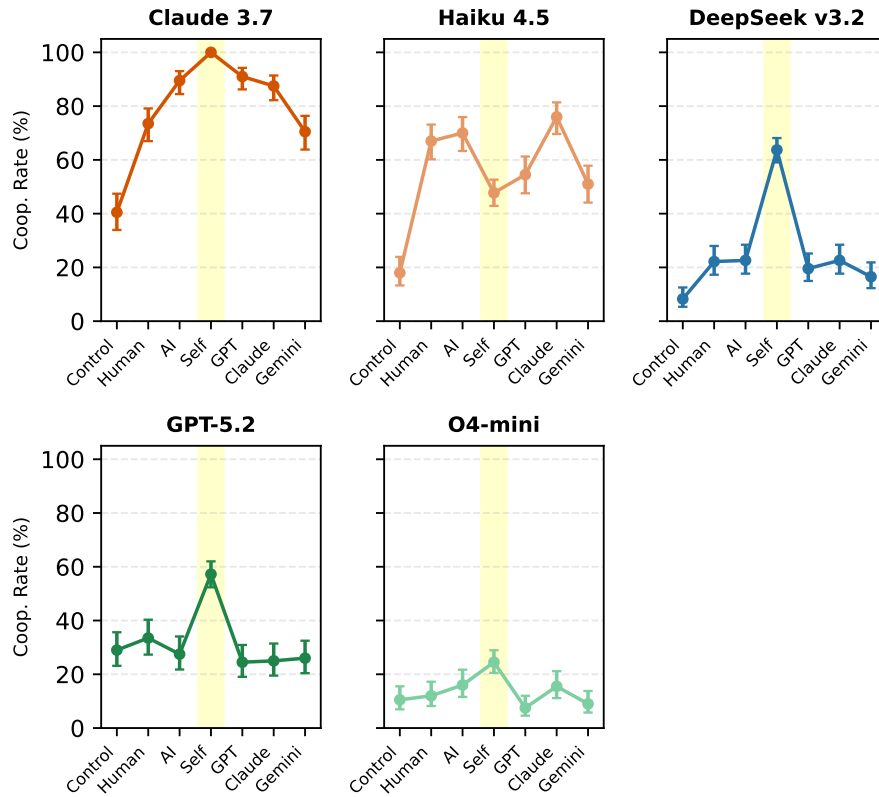 Claude 3.7
Haiku 4.5
DeepSeek v3.2
Coop. Rate (%)
100
80
60
40
20
0
Control
Human
AI
Self
GPT
Claude
Gemini
Control
Human
AI
Self
GPT
Claude
Gemini
Control
Human
AI
Self
GPT
Claude
Gemini
GPT-5.2
O4-mini
Coop. Rate (%)
100
80
60
40
20
0
Control
Human
AI
Self
GPT
Claude
Gemini
Control
Human
AI
Self
GPT
Claude
Gemini